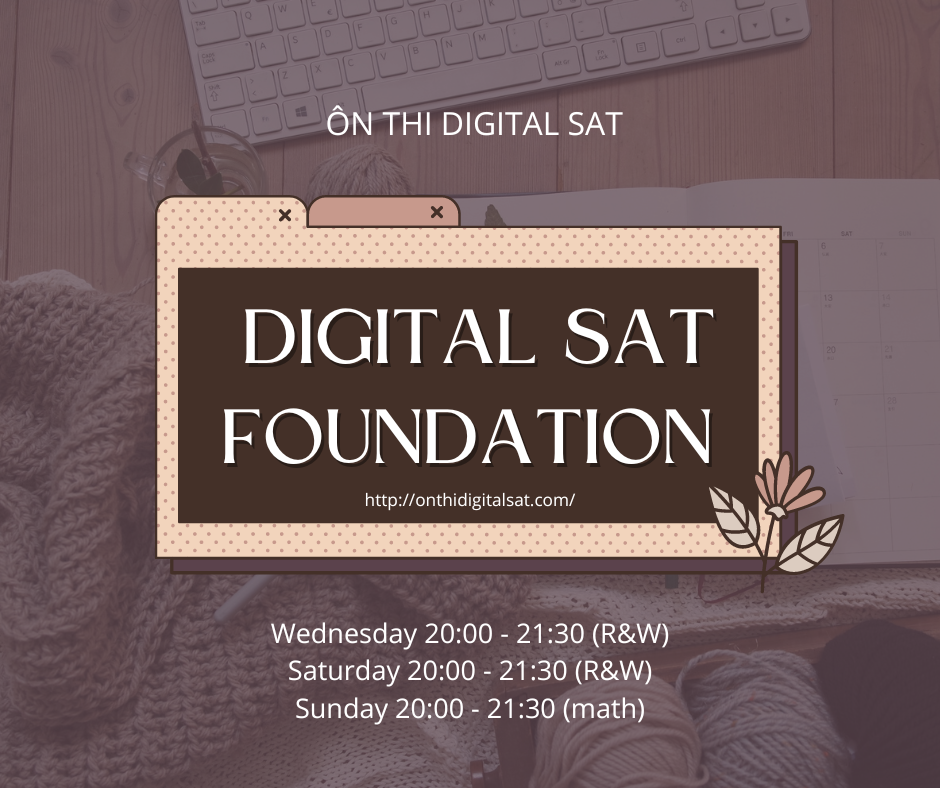 ÔN THI DIGITAL SAT
DIGITAL SAT
FOUNDATION
http://onthidigitalsat.com/
Wednesday 20:00 - 21:30 (R&W)
Saturday 20:00 - 21:30 (R&W)
Sunday 20:00 - 21:30 (math)